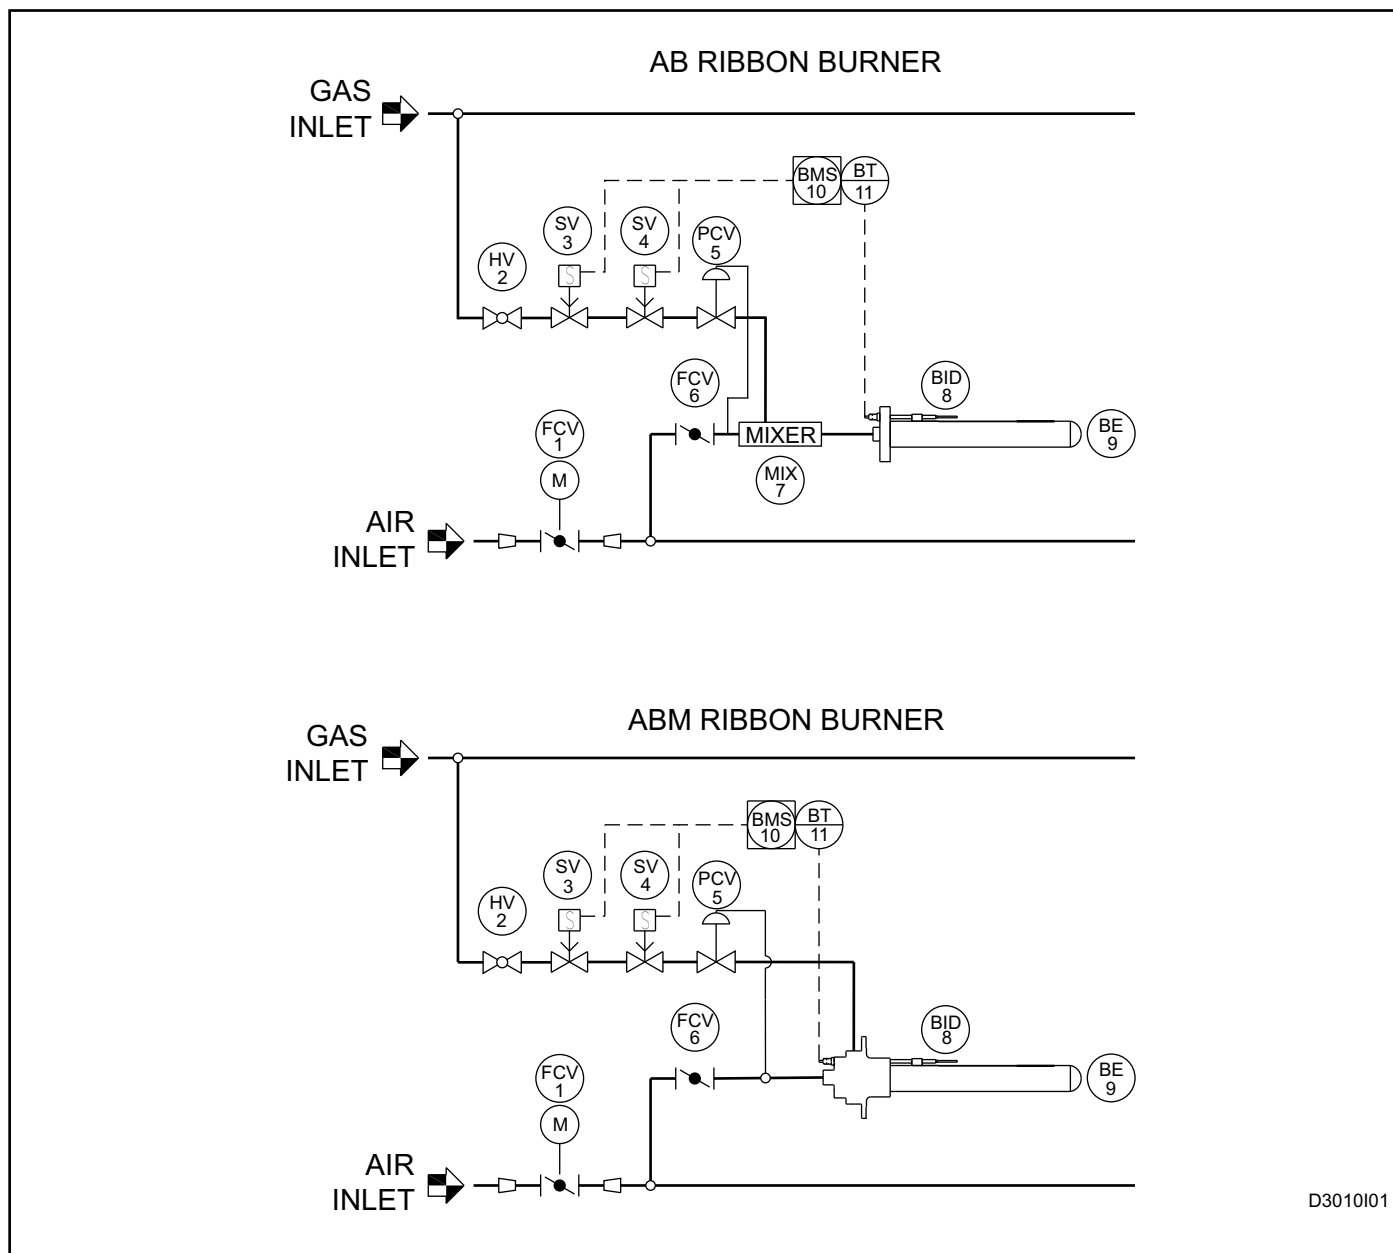 AB RIBBON BURNER
GAS
INLET
BMS
10
BT
11
SV
3
SV
4
PCV
5
HV
2
S
S
FCV
6
BID
8
FCV
1
MIXER
BE
9
M
MIX
7
AIR
INLET
ABM RIBBON BURNER
GAS
INLET
BMS
10
BT
11
SV
3
SV
4
PCV
5
HV
2
S
S
FCV
6
BID
8
FCV
1
BE
9
M
AIR
INLET
D3010I01